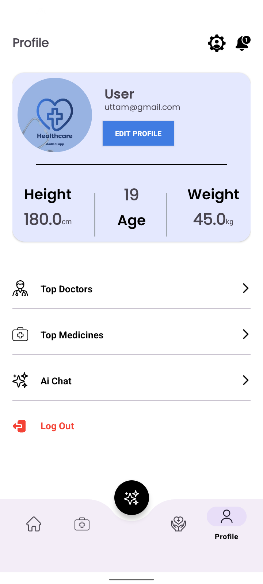 Profile
1
User
uttam@gmail.com
Healthcare
EDIT PROFILE
Height
19
Weight
180.0cm
Age
45.0kg
Top Doctors
Top Medicines
Ai Chat
Log Out
Profile